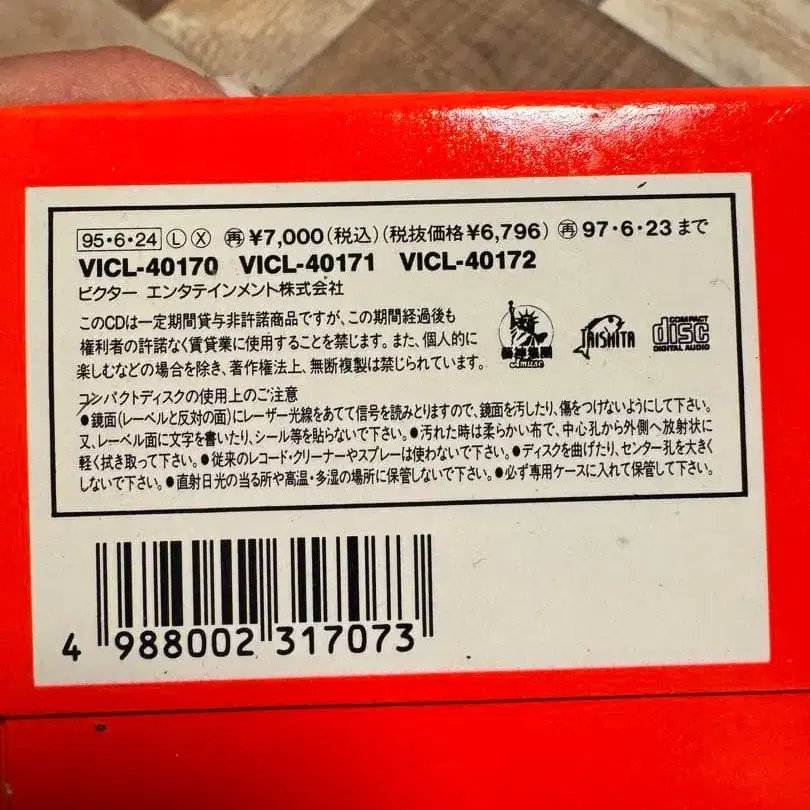 95・6・24 Ⓛ Ⓧ ㊞ ¥7,000(税込)(税抜価格¥6,796) 再 97・6・23まで
VICL-40170 VICL-40171 VICL-40172
ビクター エンタテインメント株式会社
このCDは一定期間貸与非許諾商品ですが、この期間経過後も
権利者の許諾なく賃貸業に使用することを禁じます。また、個人的に
楽しむなどの場合を除き、著作権法上、無断複製は禁じられています。
Amuse
TAISHITA
COMPACT
disc
DIGITAL AUDIO
コンパクトディスクの使用上のご注意
●鏡面(レーベルと反対の面)にレーザー光線をあてて信号を読みとりますので、鏡面を汚したり、傷をつけないようにして下さい。
又、レーベル面に文字を書いたり、シール等を貼らないで下さい。●汚れた時は柔らかい布で、中心孔から外側へ放射状に
軽く拭き取って下さい。●従来のレコード・クリーナーやスプレーは使わないで下さい。●ディスクを曲げたり、センター孔を大きく
しないで下さい。●直射日光の当る所や高温・多湿の場所に保管しないで下さい。●必ず専用ケースに入れて保管して下さい。
4 988002 317073